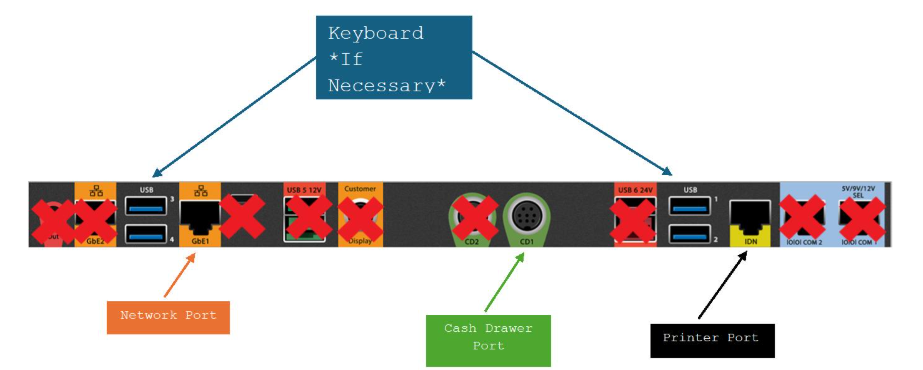 Keyboard
*If
Necessary*
USB 3
USB 5 12V
Customer
USB 6 24V
USB 1
5V/9V/12V
SEL
out
GbE2
4
GbE1
Display
CD2
CD1
2
IDN
IOIOI COM 2
IOIOI COM 1
Network Port
Cash Drawer
Port
Printer Port